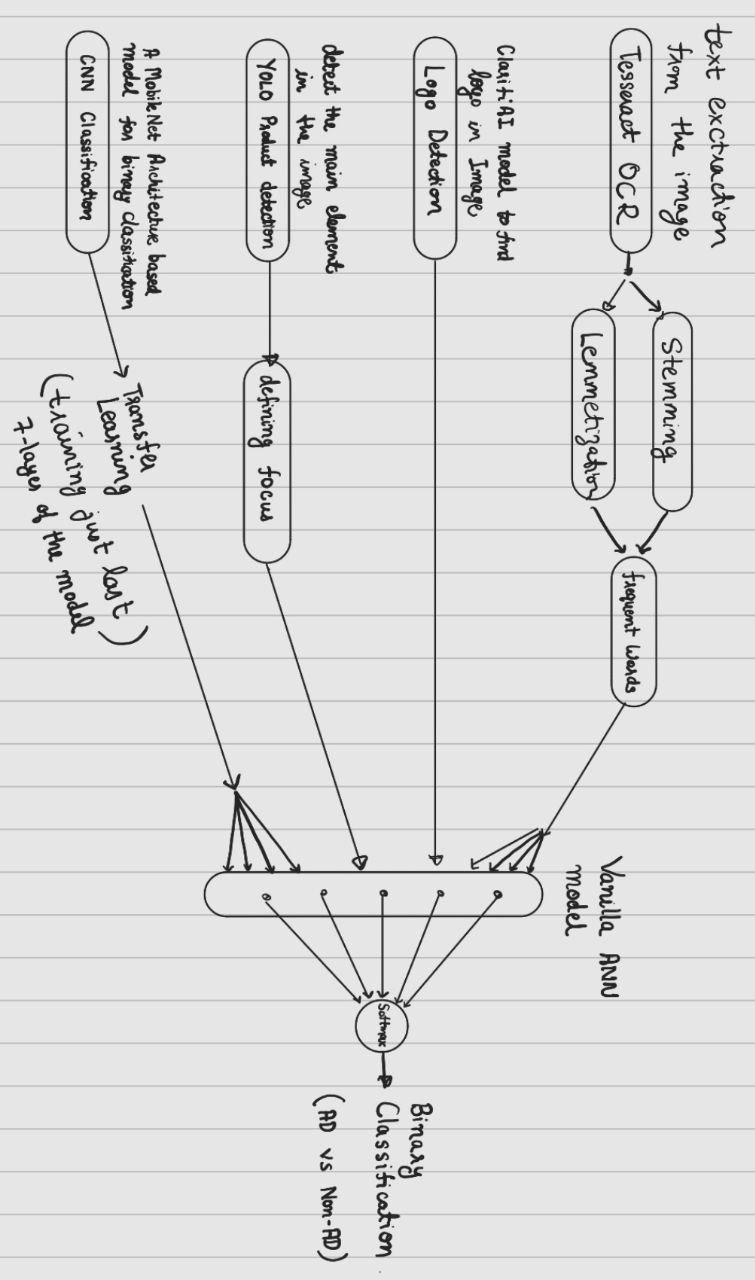 text exctraction
from the image
Tesseract OCR
Stemming
Lemmetization
frequent Words
Vanilla ANN
model
ClarifiAI model to find
logo in Image
Logo Detection
Softmax
Binary
Classification
(AD vs Non-AD)
detect the main element
in the image
YOLO Product detection
defining focus
A MobileNet Architecture based
model for binary classification
CNN Classification
Transfer
Learning
(training just last
7-layes of the model)